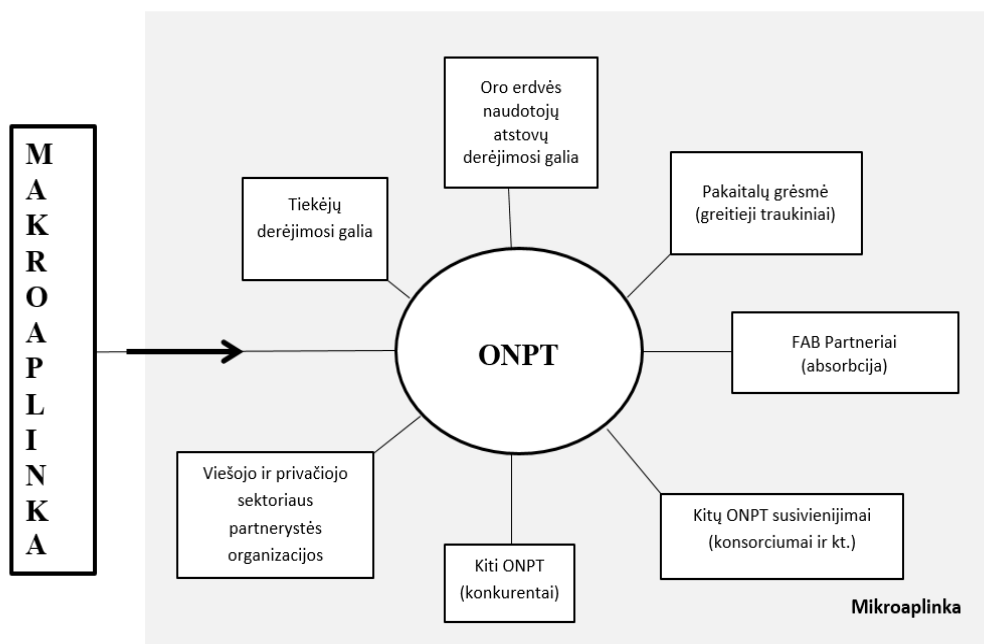 MAKROAPLINKA
Oro erdvės
naudotojų
atstovų
derėjimosi galia
Tiekėjų
derėjimosi galia
Pakaitalų grėsmė
(greitieji traukiniai)
ONPT
FAB Partneriai
(absorbcija)
Viešojo ir privačiojo
sektoriaus
partnerystės
organizacijos
Kiti ONPT
(konkurentai)
Kitų ONPT susivienijimai
(konsorciumai ir kt.)
Mikroaplinka